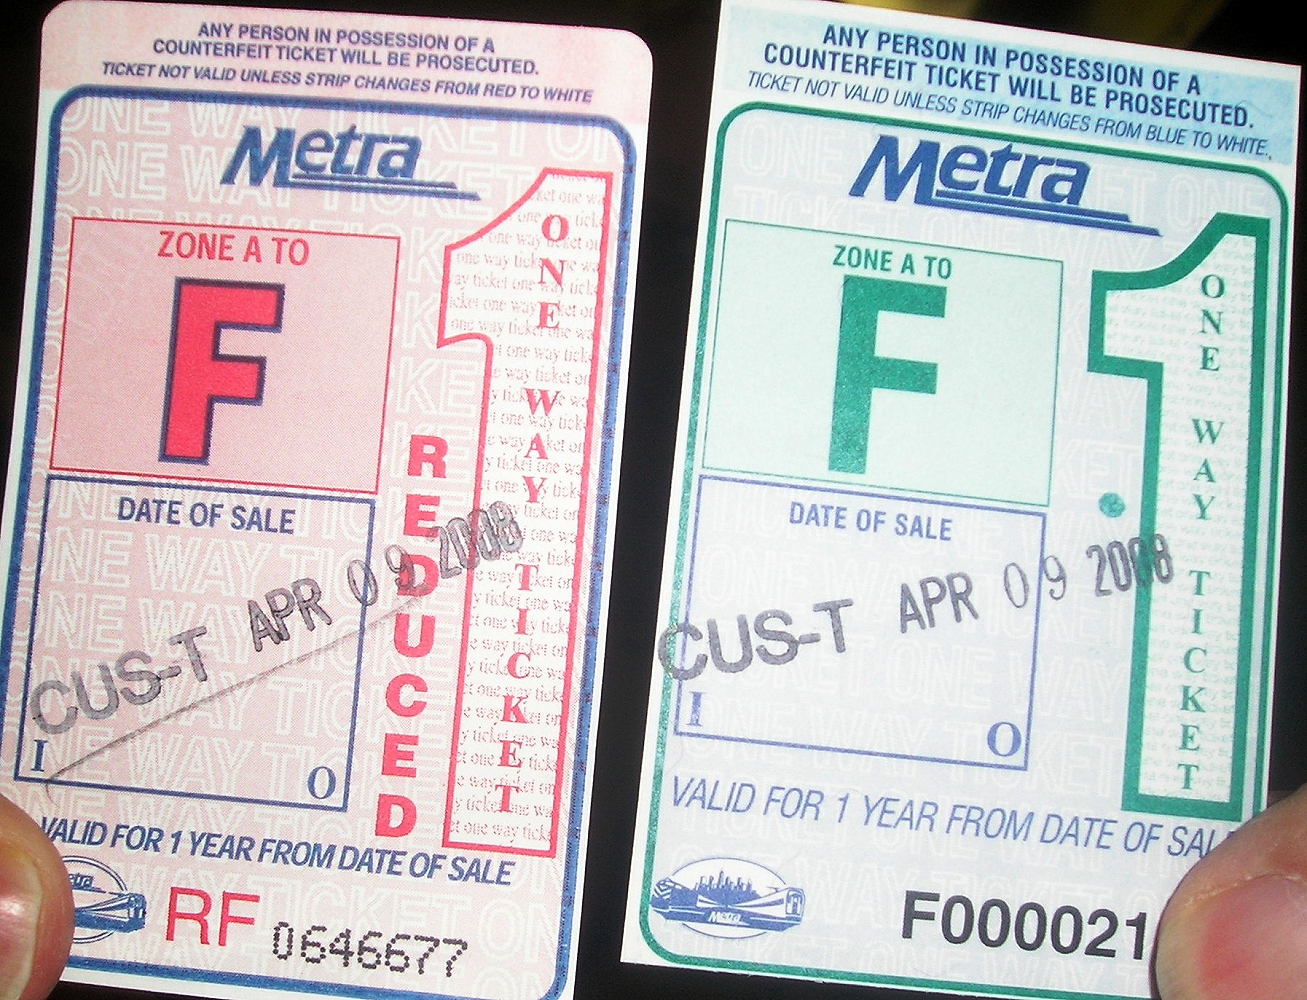 ANY PERSON IN POSSESSION OF A
COUNTERFEIT TICKET WILL BE PROSECUTED.
TICKET NOT VALID UNLESS STRIP CHANGES FROM RED TO WHITE
Metra
ZONE A TO
F
REDUCED
ONE WAY TICKET
DATE OF SALE
CUS-T APR 09 2008
I O
VALID FOR 1 YEAR FROM DATE OF SALE
RF 0646677
ANY PERSON IN POSSESSION OF A
COUNTERFEIT TICKET WILL BE PROSECUTED.
TICKET NOT VALID UNLESS STRIP CHANGES FROM BLUE TO WHITE.
Metra
ZONE A TO
F
ONE WAY TICKET
DATE OF SALE
CUS-T APR 09 2008
I O
VALID FOR 1 YEAR FROM DATE OF SAL
Metra
F000021